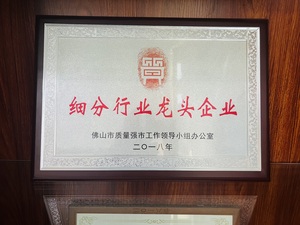 细分行业龙头企业
佛山市质量强市工作领导小组办公室
二〇一八年